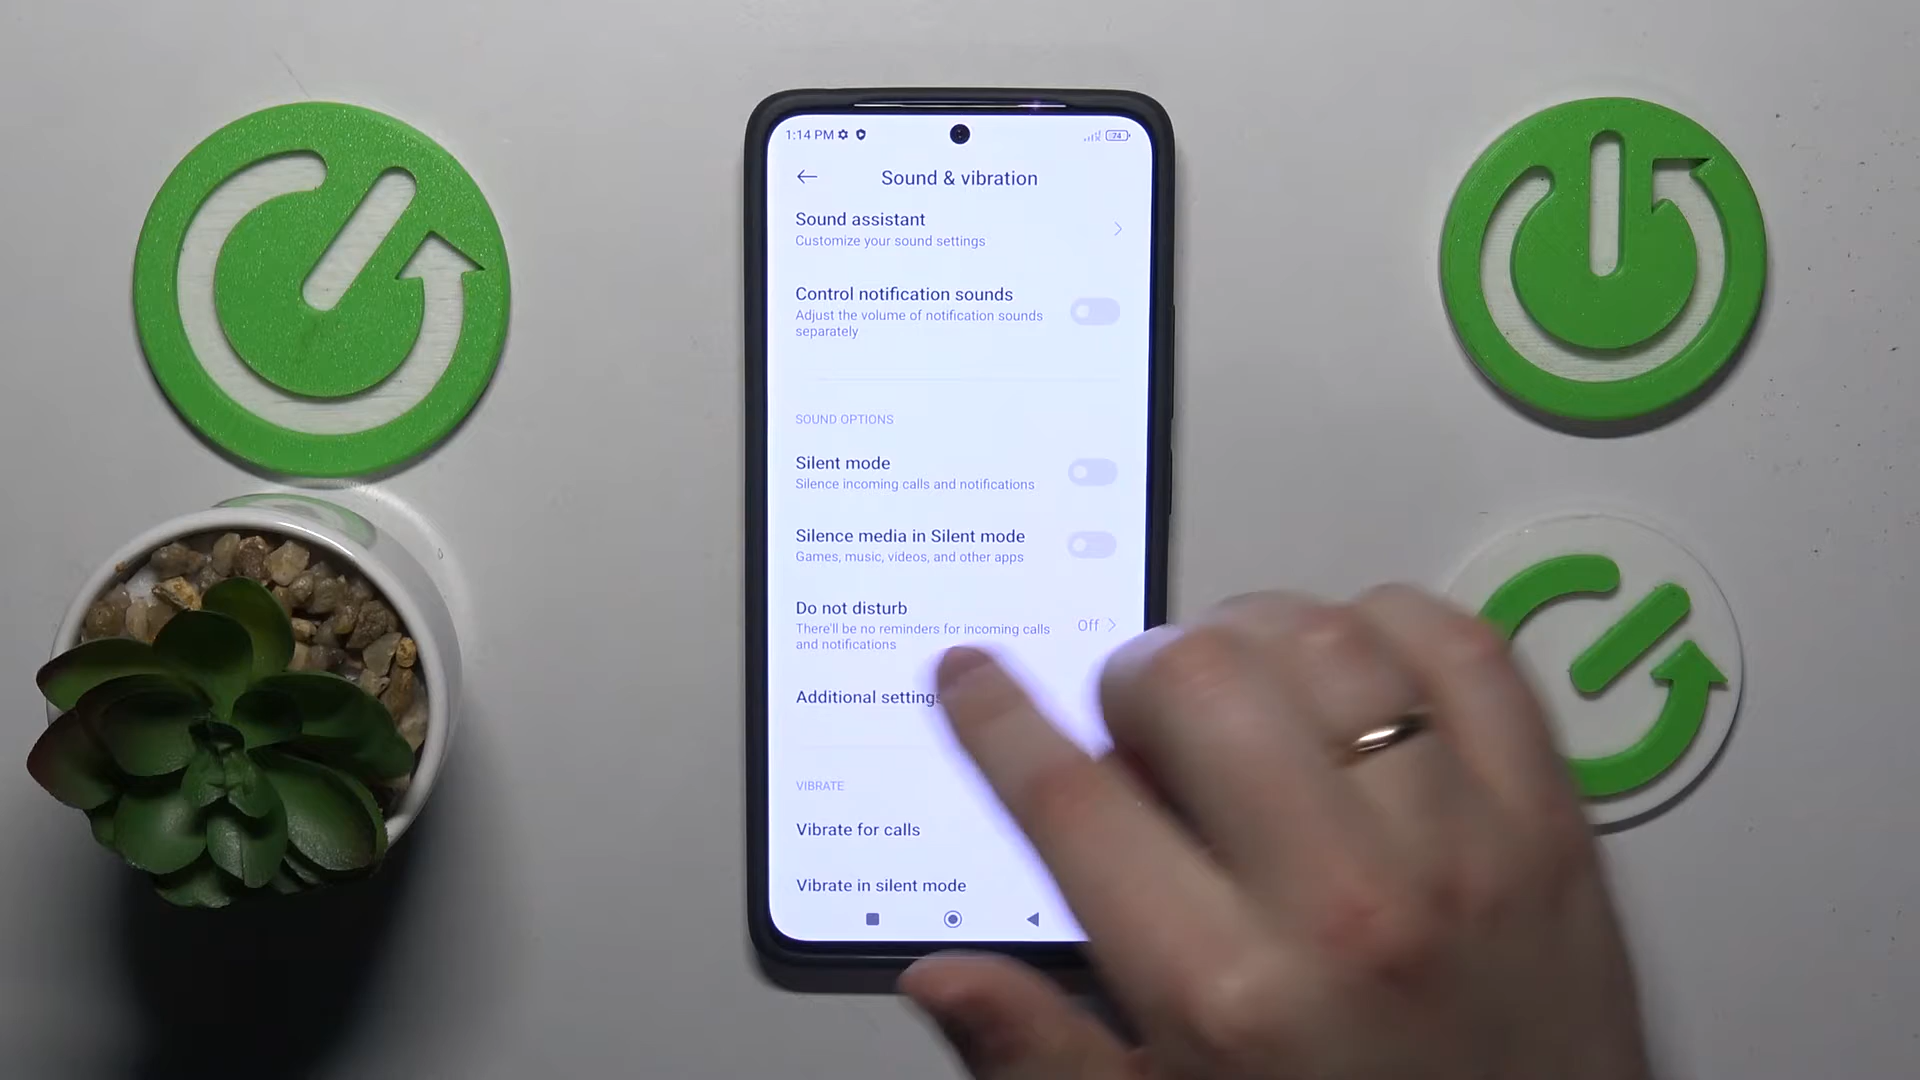 1:14 PM
74
Sound & vibration
Sound assistant
Customize your sound settings
Control notification sounds
Adjust the volume of notification sounds
separately
SOUND OPTIONS
Silent mode
Silence incoming calls and notifications
Silence media in Silent mode
Games, music, videos, and other apps
Do not disturb
There'll be no reminders for incoming calls
and notifications
Off
Additional settings
VIBRATE
Vibrate for calls
Vibrate in silent mode